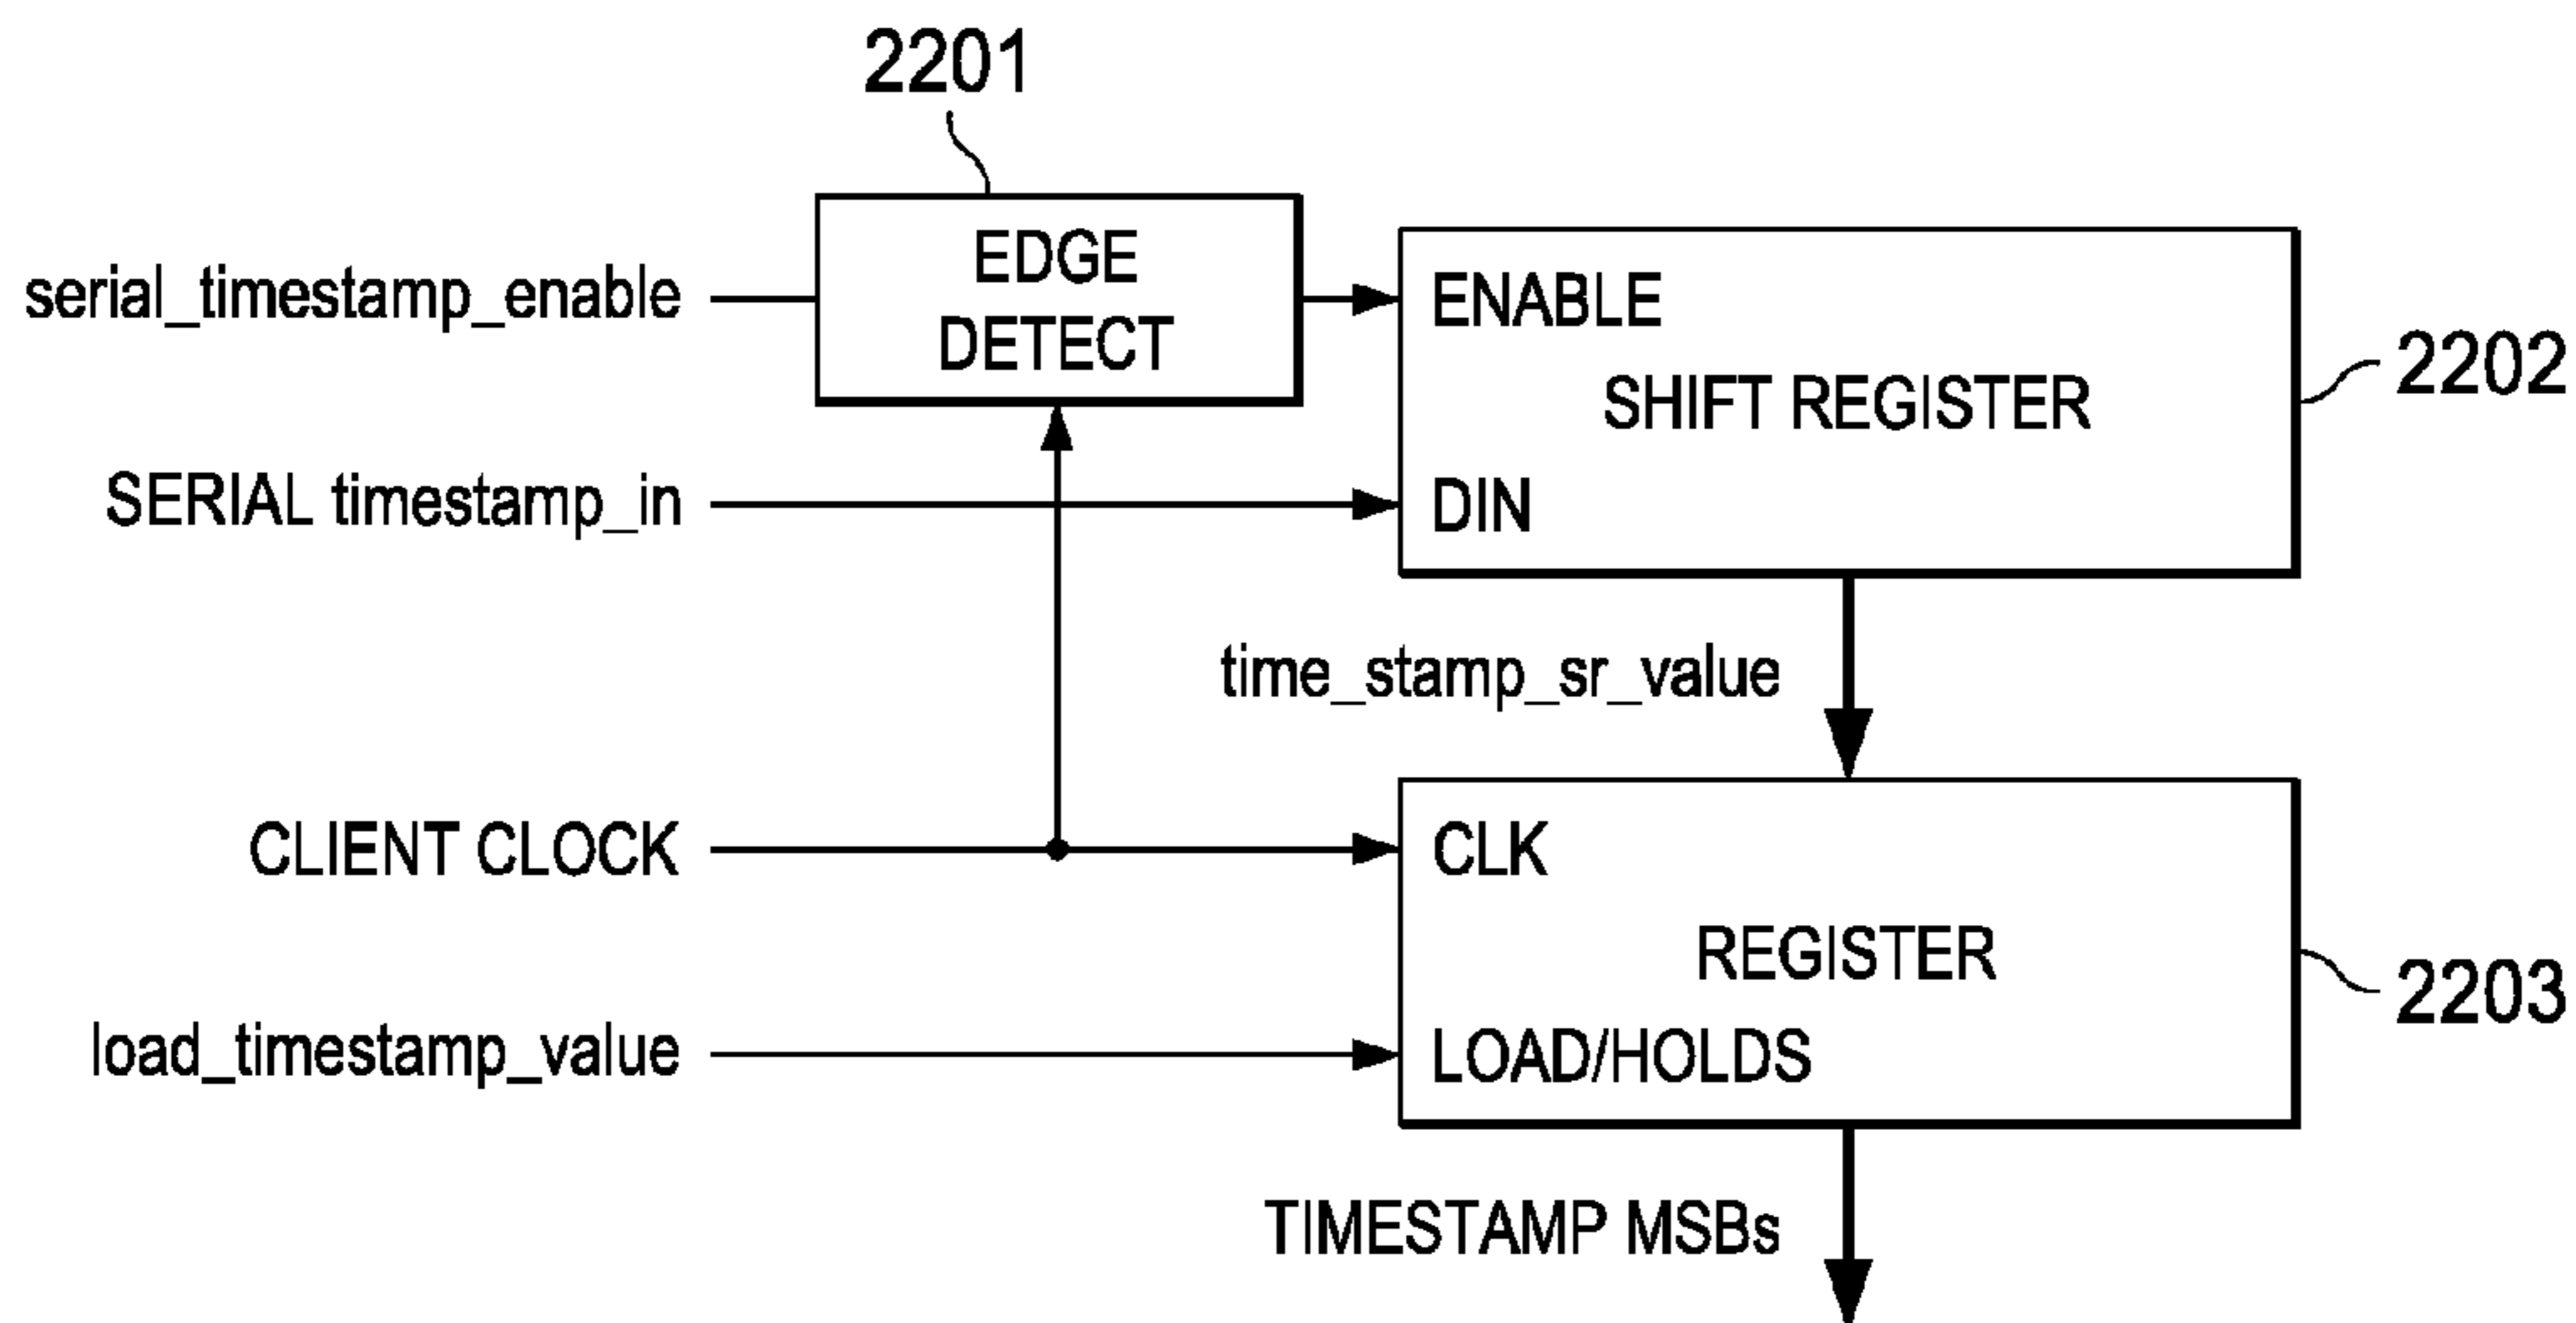 2201
EDGE
DETECT
serial_timestamp_enable
ENABLE
SHIFT REGISTER
2202
SERIAL timestamp_in
DIN
time_stamp_sr_value
CLIENT CLOCK
CLK
REGISTER
2203
load_timestamp_value
LOAD/HOLDS
TIMESTAMP MSBs